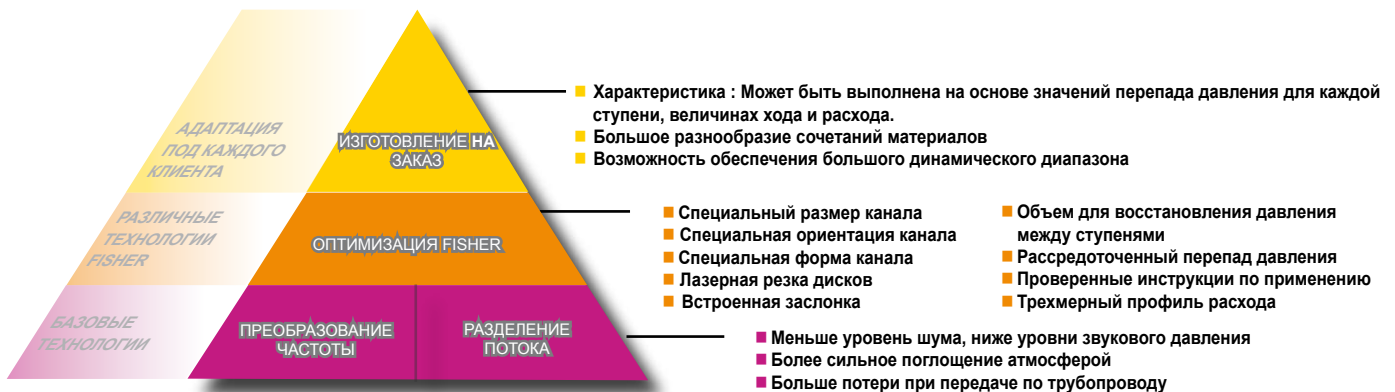 АДАПТАЦИЯ
ПОД КАЖДОГО
КЛИЕНТА
ИЗГОТОВЛЕНИЕ НА
ЗАКАЗ
Характеристика : Может быть выполнена на основе значений перепада давления для каждой
ступени, величинах хода и расхода.
Большое разнообразие сочетаний материалов
Возможность обеспечения большого динамического диапазона
РАЗЛИЧНЫЕ
ТЕХНОЛОГИИ
FISHER
ОПТИМИЗАЦИЯ FISHER
Специальный размер канала
Специальная ориентация канала
Специальная форма канала
Лазерная резка дисков
Встроенная заслонка
Объем для восстановления давления
между ступенями
Рассредоточенный перепад давления
Проверенные инструкции по применению
Трехмерный профиль расхода
БАЗОВЫЕ
ТЕХНОЛОГИИ
ПРЕОБРАЗОВАНИЕ
ЧАСТОТЫ
РАЗДЕЛЕНИЕ
ПОТОКА
Меньше уровень шума, ниже уровни звукового давления
Более сильное поглощение атмосферой
Больше потери при передаче по трубопроводу